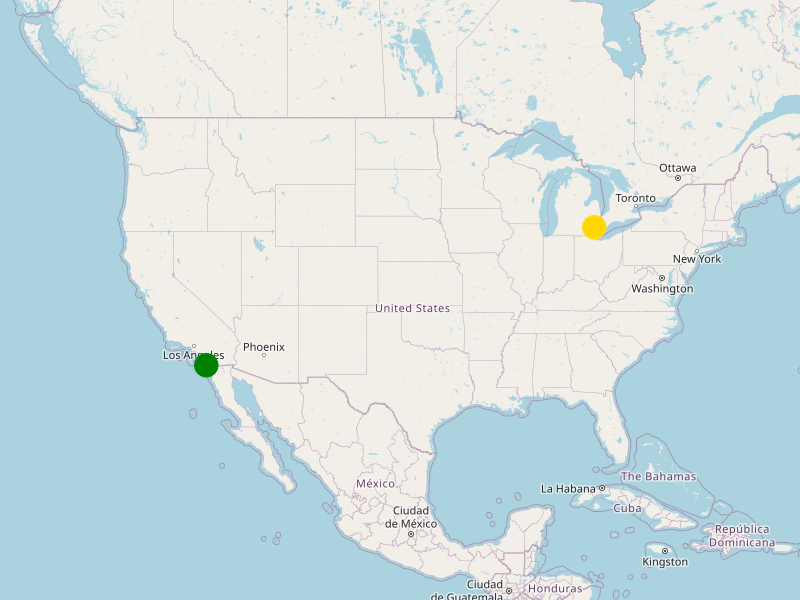 Ottawa
Toronto
New York
Washington
United States
Los Angeles
Phoenix
México
Ciudad
de México
La Habana
The Bahamas
Cuba
República
Dominicana
Kingston
Ciudad
de Guatemala
Honduras